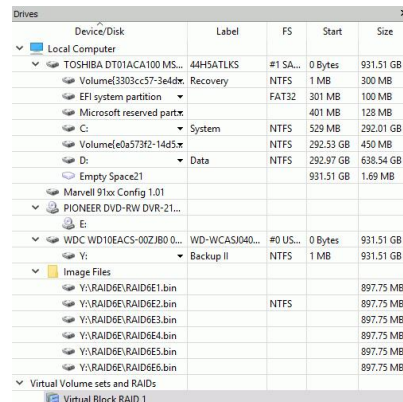 Drives
Device/Disk Label FS Start Size
Local Computer
TOSHIBA DT01ACA100 MS... 44H5ATLKS #1 SA... 0 Bytes 931.51 GB
Volume{3303cc57-3e4d... Recovery NTFS 1 MB 300 MB
EFI system partition FAT32 301 MB 100 MB
Microsoft reserved part... 401 MB 128 MB
C: System NTFS 529 MB 292.01 GB
Volume{e0a573f2-14d5... NTFS 292.53 GB 450 MB
D: Data NTFS 292.97 GB 638.54 GB
Empty Space21 931.51 GB 1.69 MB
Marvell 91xx Config 1.01
PIONEER DVD-RW DVR-21...
E:
WDC WD10EACS-00ZJB0 0... WD-WCASJ040... #0 US... 0 Bytes 931.51 GB
Y: Backup II NTFS 1 MB 931.51 GB
Image Files
Y:\RAID6E\RAID6E1.bin 897.75 MB
Y:\RAID6E\RAID6E2.bin NTFS 897.75 MB
Y:\RAID6E\RAID6E3.bin 897.75 MB
Y:\RAID6E\RAID6E4.bin 897.75 MB
Y:\RAID6E\RAID6E5.bin 897.75 MB
Y:\RAID6E\RAID6E6.bin 897.75 MB
Virtual Volume sets and RAIDs
Virtual Block RAID 1